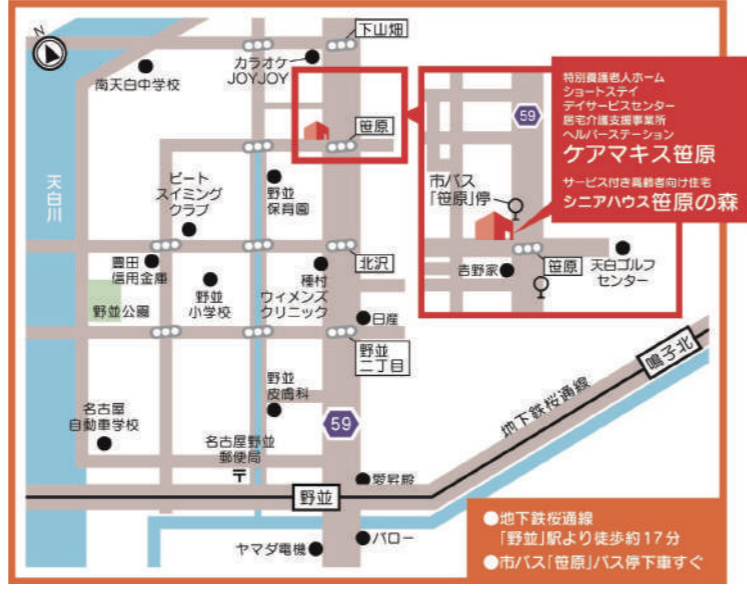 N
下山畑
カラオケ
JOYJOY
南天白中学校
笹原
天白川
ビート
スイミング
クラブ
野並
保育園
豊田
信用金庫
野並
小学校
種村
ウィメンズ
クリニック
北沢
野並公園
日産
野並
二丁目
野並
皮膚科
59
名古屋
自動車学校
名古屋野並
郵便局
〒
愛昇殿
野並
ヤマダ電機
バロー
地下鉄桜通線
鳴子北
特別養護老人ホーム
ショートステイ
デイサービスセンター
居宅介護支援事業所
ヘルパーステーション
ケアマキス笹原
サービス付き高齢者向け住宅
シニアハウス笹原の森
59
市バス
「笹原」停
吉野家
笹原
天白ゴルフ
センター
●地下鉄桜通線
「野並」駅より徒歩約17分
●市バス「笹原」バス停下車すぐ